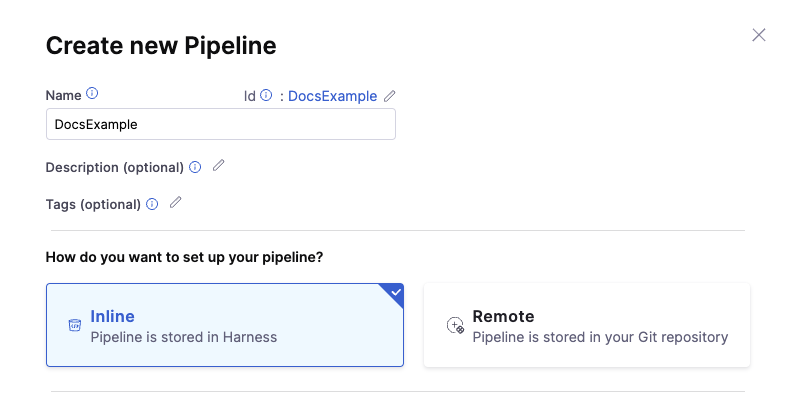 Create new Pipeline
Name
Id : DocsExample
DocsExample
Description (optional)
Tags (optional)
How do you want to set up your pipeline?
Inline
Pipeline is stored in Harness
Remote
Pipeline is stored in your Git repository